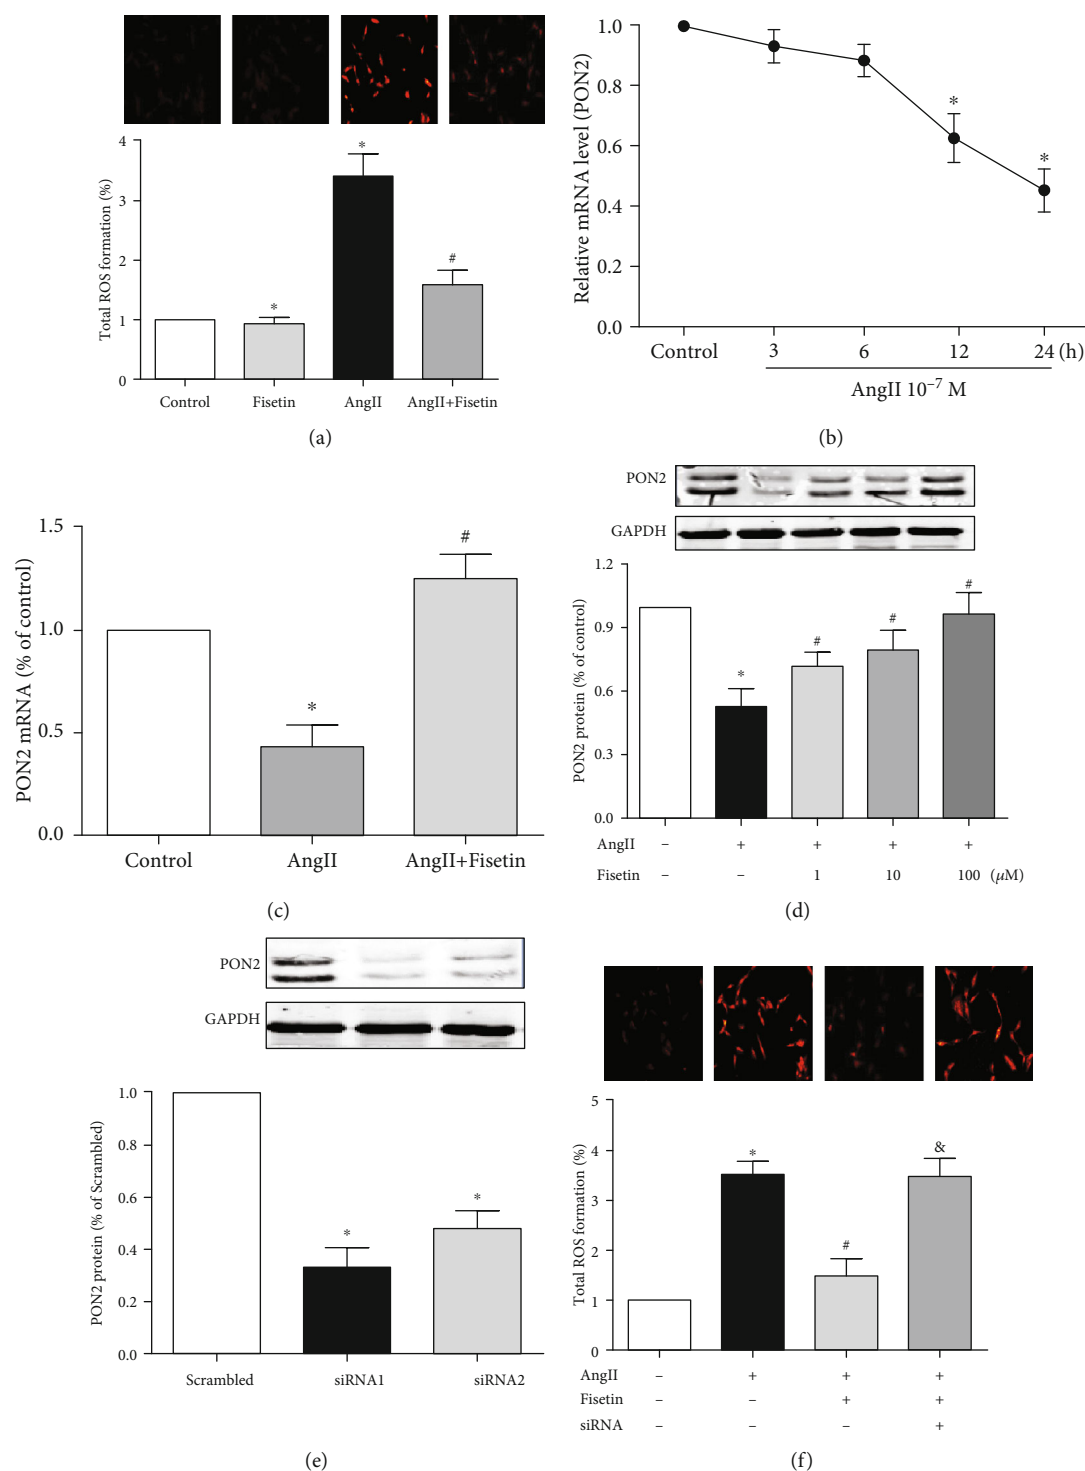 Total ROS formation (%)
4
3
2
1
0
*
*
#
Control Fisetin AngII AngII+Fisetin
(a)
Relative mRNA level (PON2)
1.0
0.8
0.6
0.4
0.2
0.0
*
*
Control 3 6 12 24 (h)
AngII 10⁻⁷ M
(b)
PON2 mRNA (% of control)
1.5
1.0
0.5
0.0
#
*
Control AngII AngII+Fisetin
(c)
PON2
GAPDH
PON2 protein (% of control)
1.2
0.9
0.6
0.3
0.0
*
#
#
#
AngII – + + + +
Fisetin – – 1 10 100 (μM)
(d)
PON2
GAPDH
PON2 protein (% of Scrambled)
1.0
0.8
0.6
0.4
0.2
0.0
*
*
Scrambled siRNA1 siRNA2
(e)
Total ROS formation (%)
5
4
3
2
1
0
*
#
&
AngII – + + +
Fisetin – – + +
siRNA – – – +
(f)